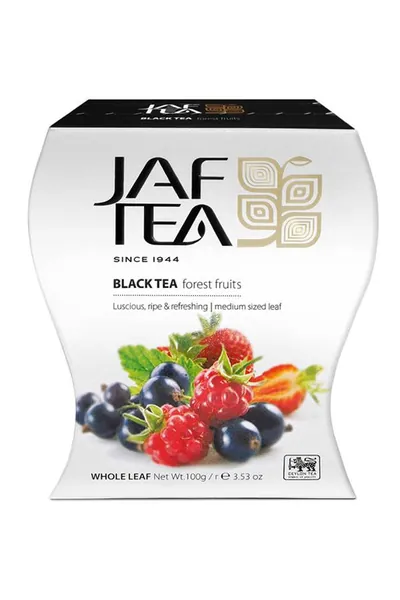 JAF
TEA
BLACK TEA forest fruits
JAF
TEA
SINCE 1944
BLACK TEA forest fruits
Luscious, ripe & refreshing | medium sized leaf
WHOLE LEAF Net Wt.100g / r ℮ 3.53 oz
CEYLON TEA